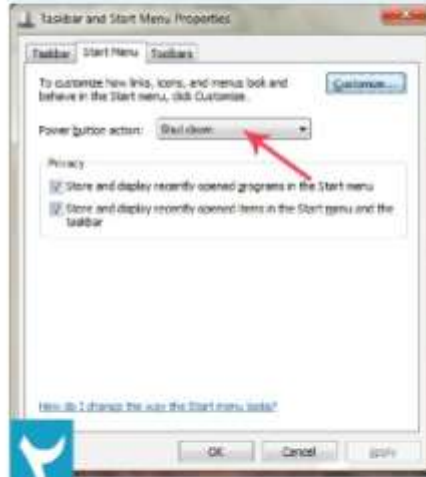 Taskbar and Start Menu Properties
Taskbar Start Menu Toolbars
To customize how links, icons, and menus look and
behave in the Start menu, click Customize.
Customize...
Power button action: Shut down
Privacy
Store and display recently opened programs in the Start menu
Store and display recently opened items in the Start menu and the
taskbar
How do I change the way the Start menu looks?
OK Cancel Apply
۲